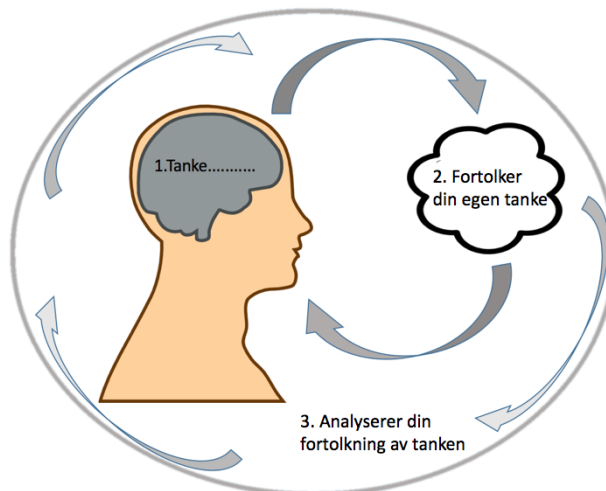 1.Tanke...........
2. Fortolker
din egen tanke
3. Analyserer din
fortolkning av tanken